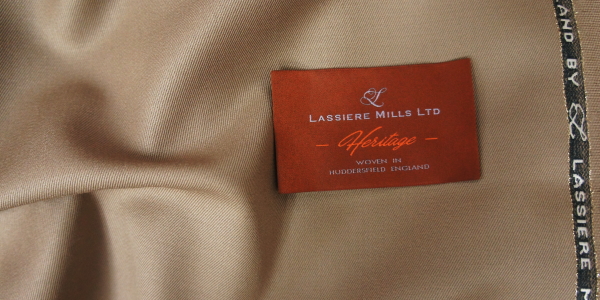 L
LASSIERE MILLS LTD
– Heritage –
WOVEN IN
HUDDERSFIELD ENGLAND
AND BY L LASSIERE M